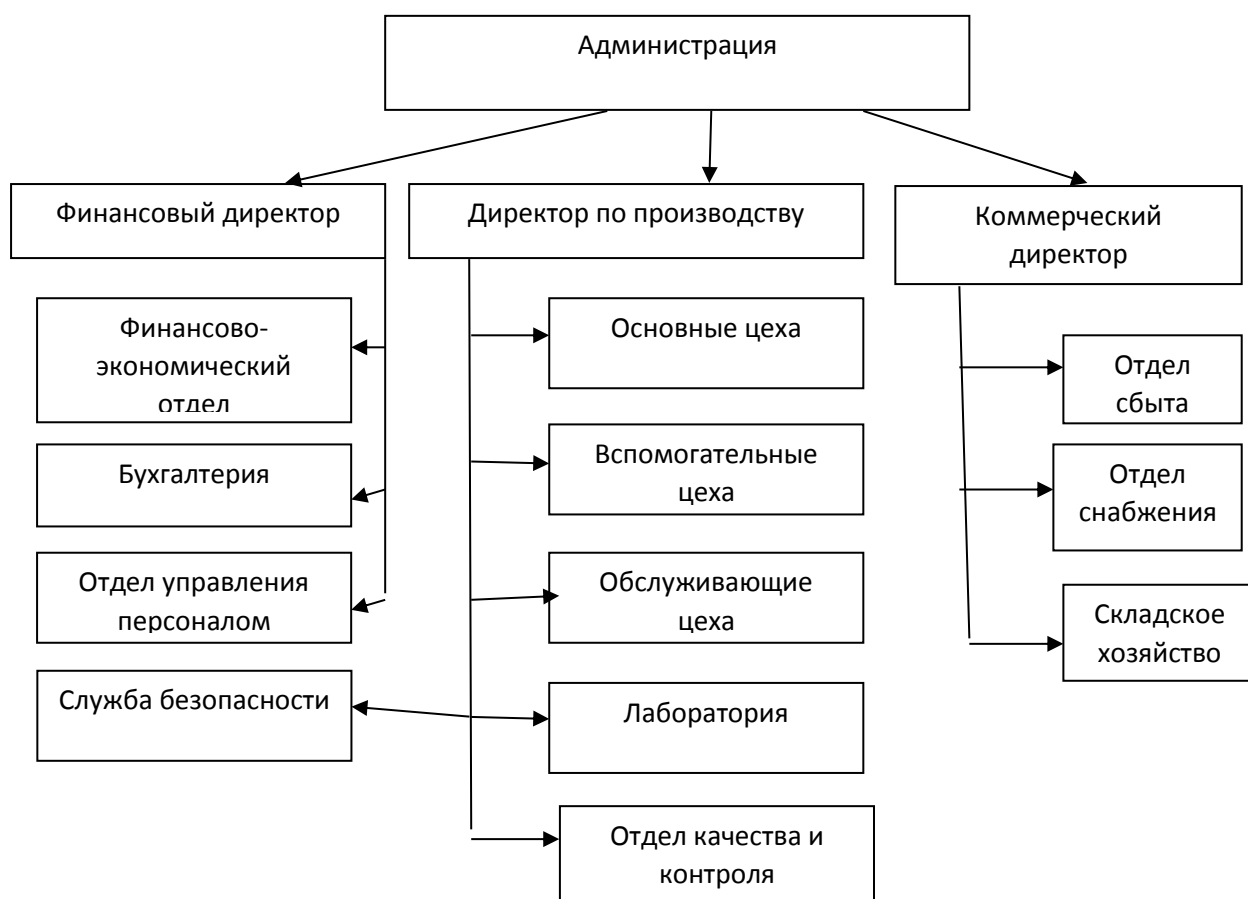 Администрация
Финансовый директор
Директор по производству
Коммерческий
директор
Финансово-
экономический
отдел
Бухгалтерия
Отдел управления
персоналом
Служба безопасности
Основные цеха
Вспомогательные
цеха
Обслуживающие
цеха
Лаборатория
Отдел качества и
контроля
Отдел
сбыта
Отдел
снабжения
Складское
хозяйство